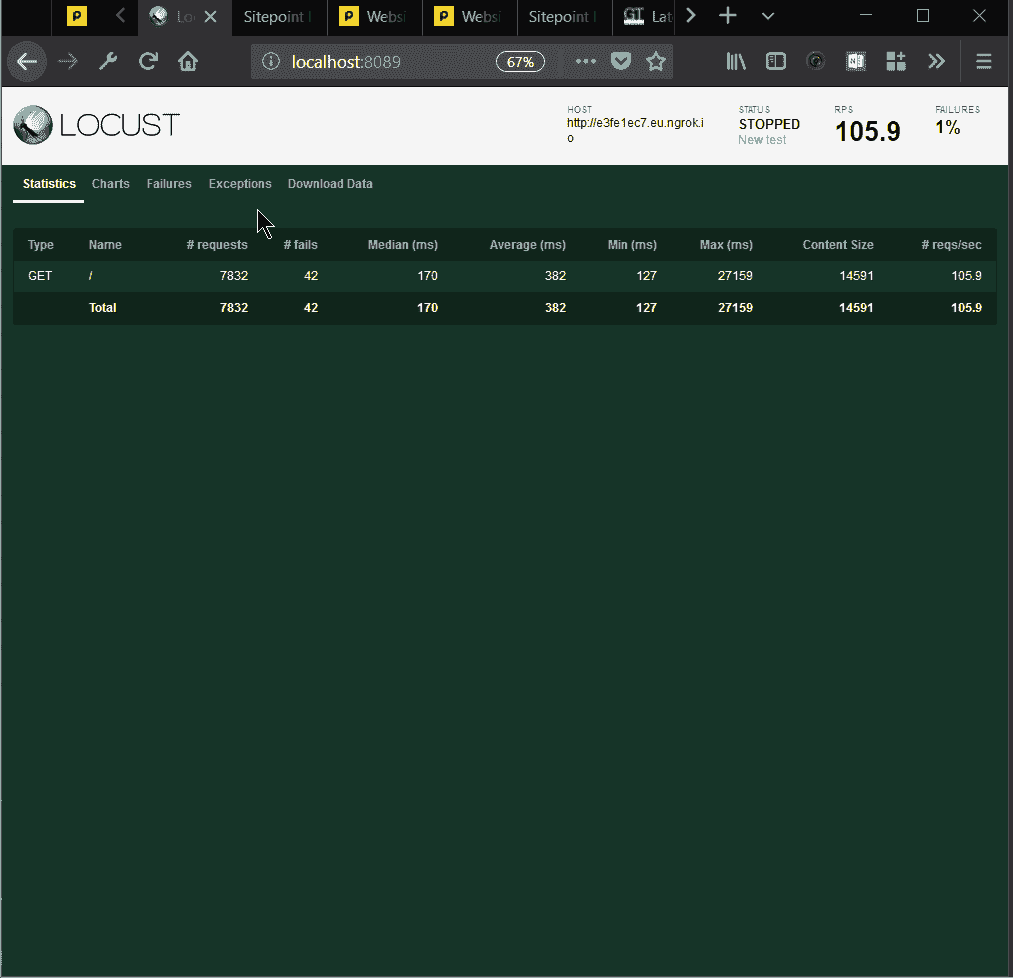 Sitepoint
Websi
Websi
Sitepoint
GT Lat
localhost:8089
67%
LOCUST
HOST
http://e3fe1ec7.eu.ngrok.i
o
STATUS
STOPPED
New test
RPS
105.9
FAILURES
1%
Statistics Charts Failures Exceptions Download Data
Type Name # requests # fails Median (ms) Average (ms) Min (ms) Max (ms) Content Size # reqs/sec
GET / 7832 42 170 382 127 27159 14591 105.9
Total 7832 42 170 382 127 27159 14591 105.9